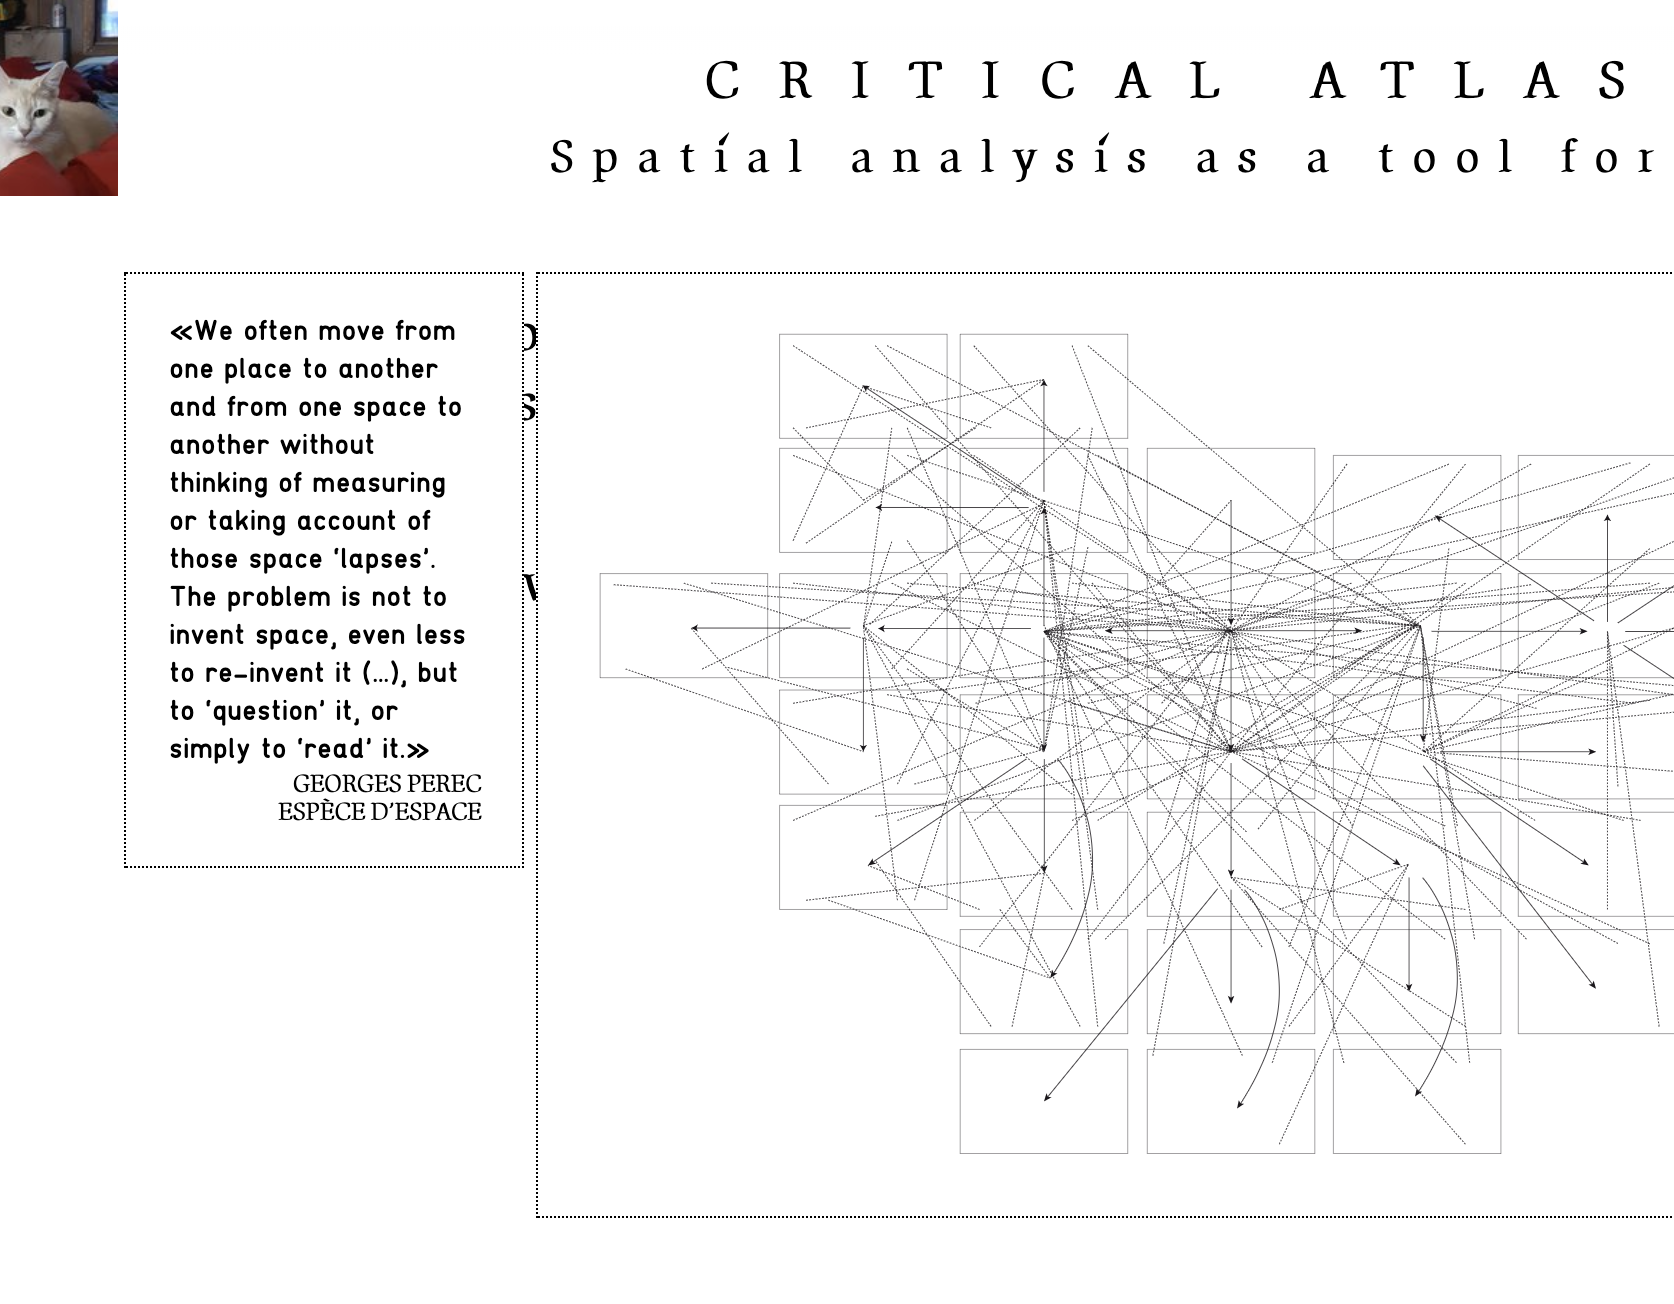 CRITICAL ATLAS
Spatial analysis as a tool for
«We often move from
one place to another
and from one space to
another without
thinking of measuring
or taking account of
those space 'lapses'.
The problem is not to
invent space, even less
to re-invent it (...), but
to 'question' it, or
simply to 'read' it.»
GEORGES PEREC
ESPÈCE D'ESPACE